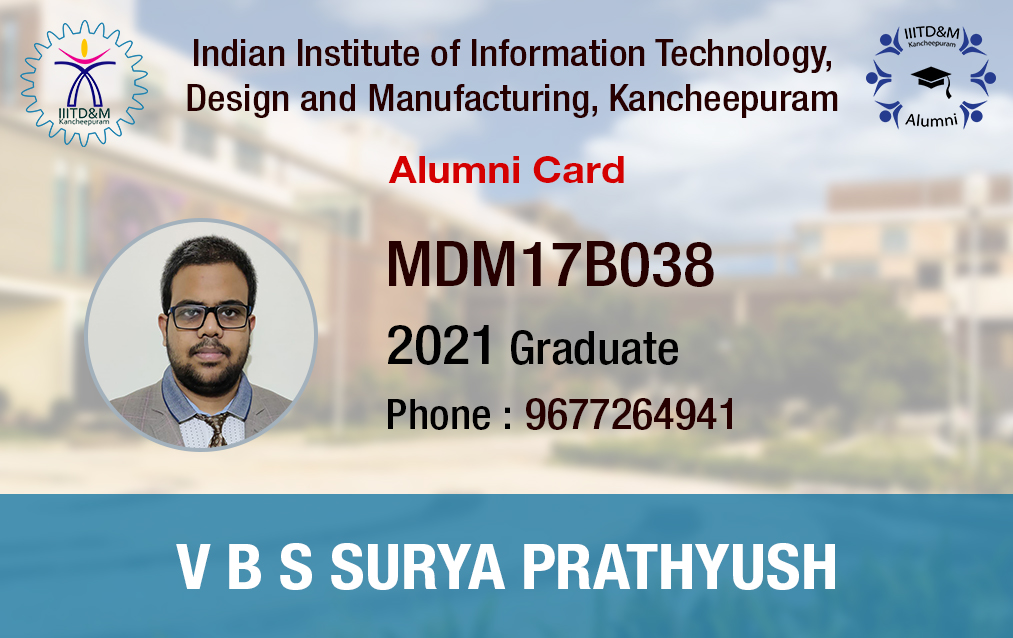 IIITD&M
Kancheepuram
Indian Institute of Information Technology,
Design and Manufacturing, Kancheepuram
IIITD&M
Kancheepuram
Alumni
Alumni Card
MDM17B038
2021 Graduate
Phone : 9677264941
V B S SURYA PRATHYUSH